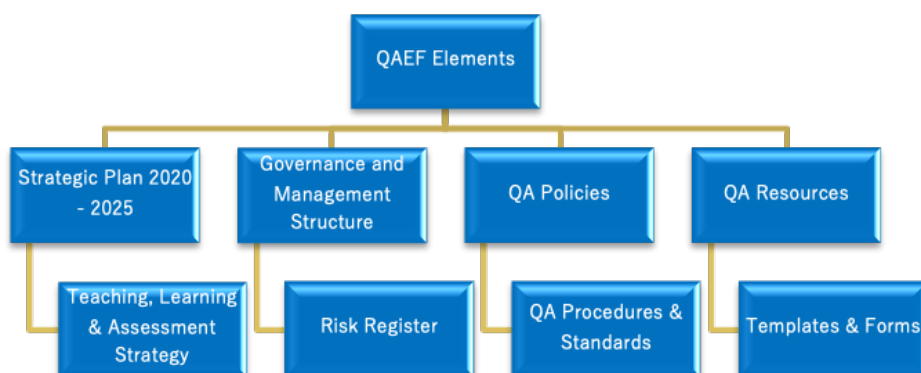 QAEF Elements
Strategic Plan 2020
- 2025
Governance and
Management
Structure
QA Policies
QA Resources
Teaching, Learning
& Assessment
Strategy
Risk Register
QA Procedures &
Standards
Templates & Forms